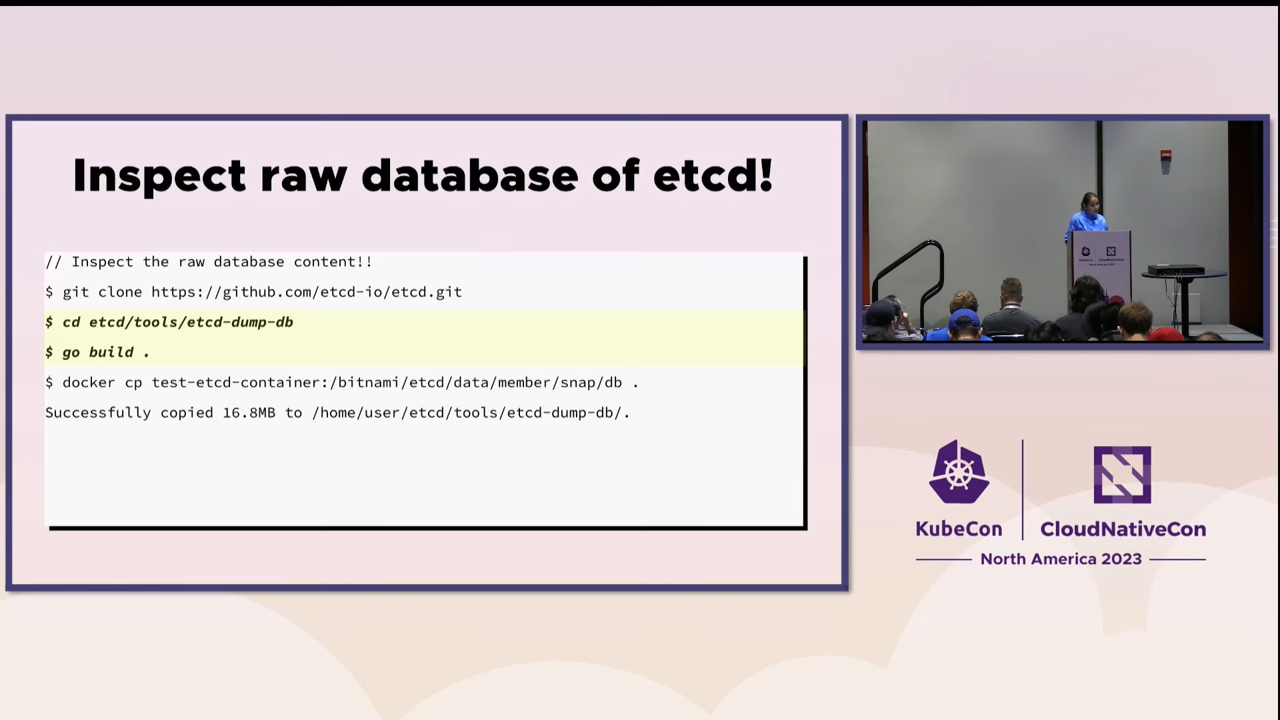 Inspect raw database of etcd!
// Inspect the raw database content!!
$ git clone https://github.com/etcd-io/etcd.git
$ cd etcd/tools/etcd-dump-db
$ go build .
$ docker cp test-etcd-container:/bitnami/etcd/data/member/snap/db .
Successfully copied 16.8MB to /home/user/etcd/tools/etcd-dump-db/.
KubeCon
CloudNativeCon
North America 2023